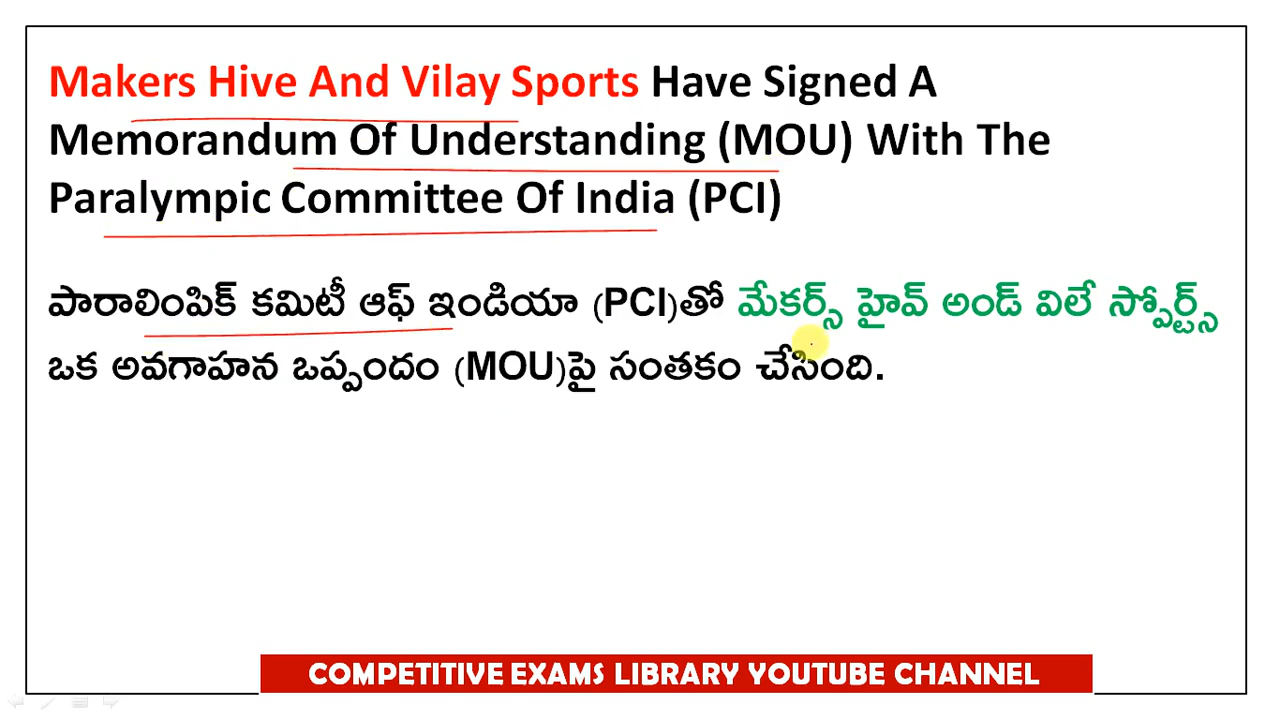 Makers Hive And Vilay Sports Have Signed A
Memorandum Of Understanding (MOU) With The
Paralympic Committee Of India (PCI)
పారాలింపిక్ కమిటీ ఆఫ్ ఇండియా (PCI)తో మేకర్స్ హైవ్ అండ్ విలే స్పోర్ట్స్
ఒక అవగాహన ఒప్పందం (MOU)పై సంతకం చేసింది.
COMPETITIVE EXAMS LIBRARY YOUTUBE CHANNEL